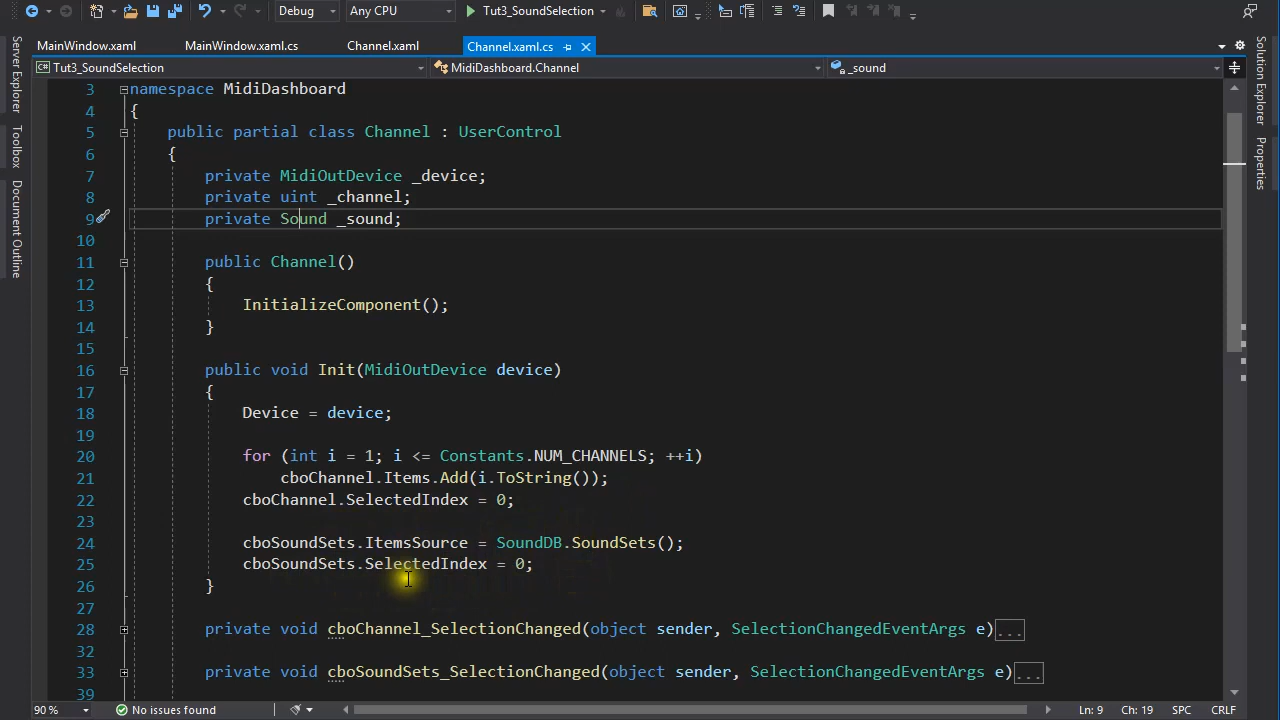 Debug
Any CPU
Tut3_SoundSelection
MainWindow.xaml
MainWindow.xaml.cs
Channel.xaml
Channel.xaml.cs
Tut3_SoundSelection
MidiDashboard.Channel
_sound
Server Explorer
Toolbox
Document Outline
Solution Explorer
Properties
3 namespace MidiDashboard
4 {
5 public partial class Channel : UserControl
6 {
7 private MidiOutDevice _device;
8 private uint _channel;
9 private Sound _sound;
10
11 public Channel()
12 {
13 InitializeComponent();
14 }
15
16 public void Init(MidiOutDevice device)
17 {
18 Device = device;
19
20 for (int i = 1; i <= Constants.NUM_CHANNELS; ++i)
21 cboChannel.Items.Add(i.ToString());
22 cboChannel.SelectedIndex = 0;
23
24 cboSoundSets.ItemsSource = SoundDB.SoundSets();
25 cboSoundSets.SelectedIndex = 0;
26 }
27
28 private void cboChannel_SelectionChanged(object sender, SelectionChangedEventArgs e)...
32
33 private void cboSoundSets_SelectionChanged(object sender, SelectionChangedEventArgs e)...
39
90 %
No issues found
Ln: 9
Ch: 19
SPC
CRLF